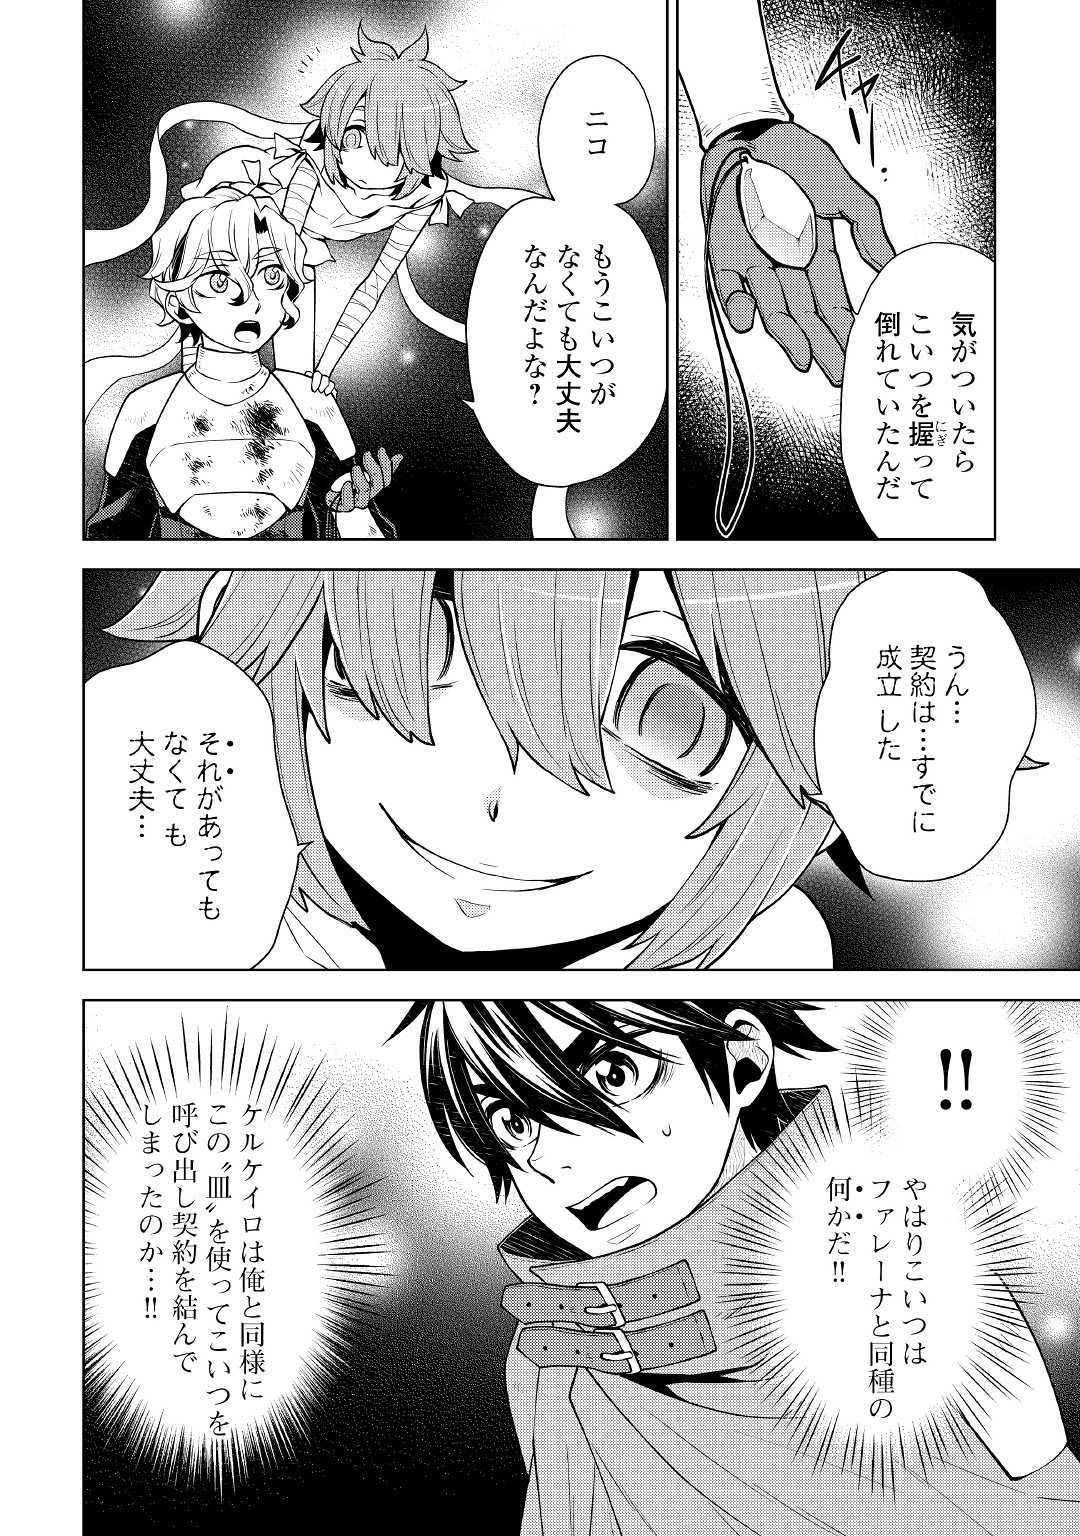 チャ
気がついたら
こいつを握って
にぎ
倒れていたんだ
ニコ
もうこいつが
なくても大丈夫
なんだよな?
うん…
契約は…すでに
成立した
それがあっても
なくても
大丈夫…
!!
やはりこいつは
ファレーナと同種の
何かだ!!
ケルケイロは俺と同様に
この〝皿〟を使ってこいつを
呼び出し契約を結んで
しまったのか…!!